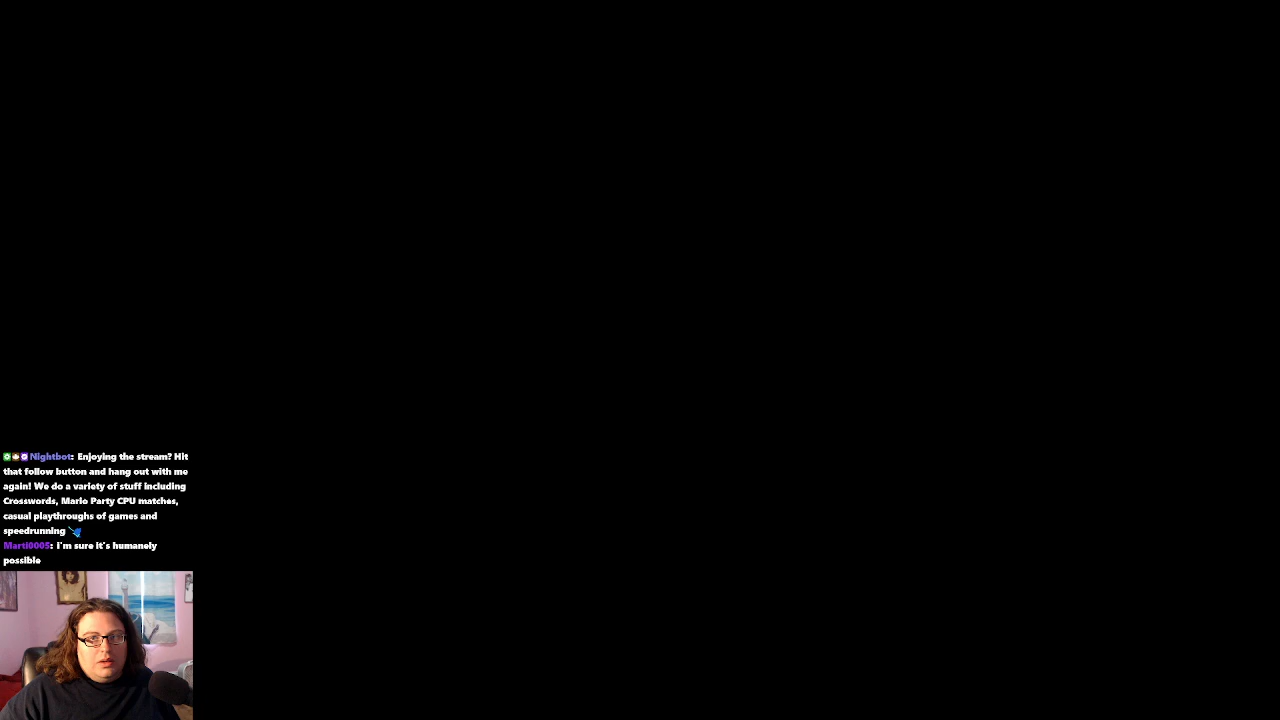 Nightbot: Enjoying the stream? Hit
that follow button and hang out with me
again! We do a variety of stuff including
Crosswords, Mario Party CPU matches,
casual playthroughs of games and
speedrunning
Marti0005: I'm sure it's humanely
possible